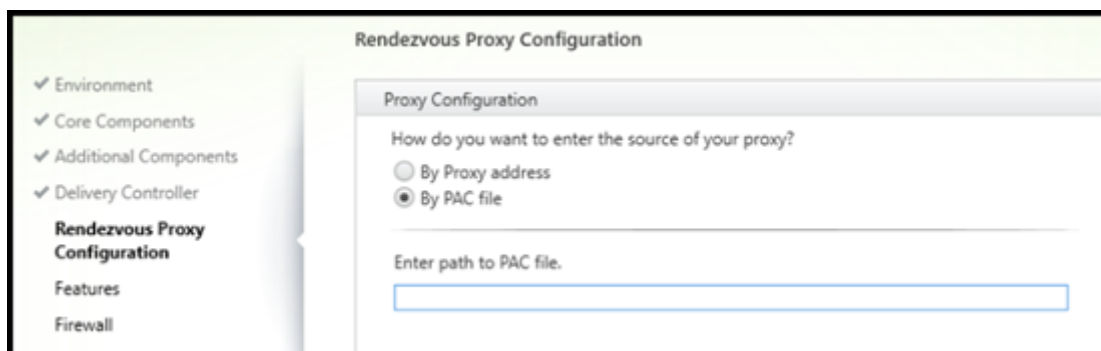 Rendezvous Proxy Configuration
✔ Environment
✔ Core Components
✔ Additional Components
✔ Delivery Controller
Rendezvous Proxy
Configuration
Features
Firewall
Proxy Configuration
How do you want to enter the source of your proxy?
By Proxy address
By PAC file
Enter path to PAC file.